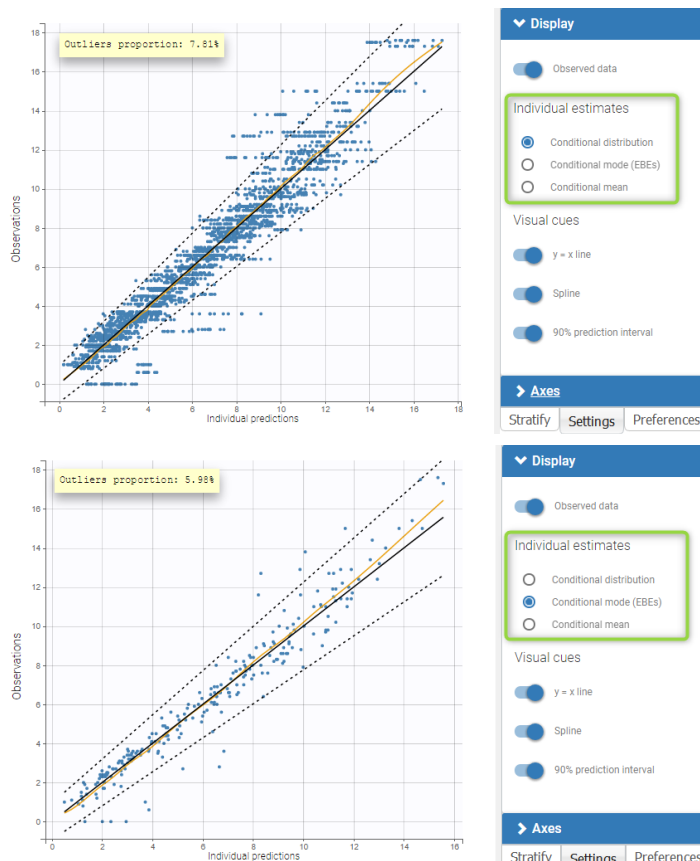 Outliers proportion: 7.81%
18
16
14
12
10
8
6
4
2
0
Observations
0 2 4 6 8 10 12 14 16 18
Individual predictions
Display
Observed data
Individual estimates
Conditional distribution
Conditional mode (EBEs)
Conditional mean
Visual cues
y = x line
Spline
90% prediction interval
Axes
Stratify Settings Preferences
Outliers proportion: 5.98%
18
16
14
12
10
8
6
4
2
0
Observations
0 2 4 6 8 10 12 14 16
Individual predictions
Display
Observed data
Individual estimates
Conditional distribution
Conditional mode (EBEs)
Conditional mean
Visual cues
y = x line
Spline
90% prediction interval
Axes
Stratify Settings Preferences